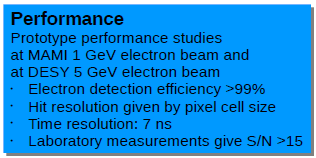 Performance
Prototype performance studies
at MAMI 1 GeV electron beam and
at DESY 5 GeV electron beam
· Electron detection efficiency >99%
· Hit resolution given by pixel cell size
· Time resolution: 7 ns
· Laboratory measurements give S/N >15